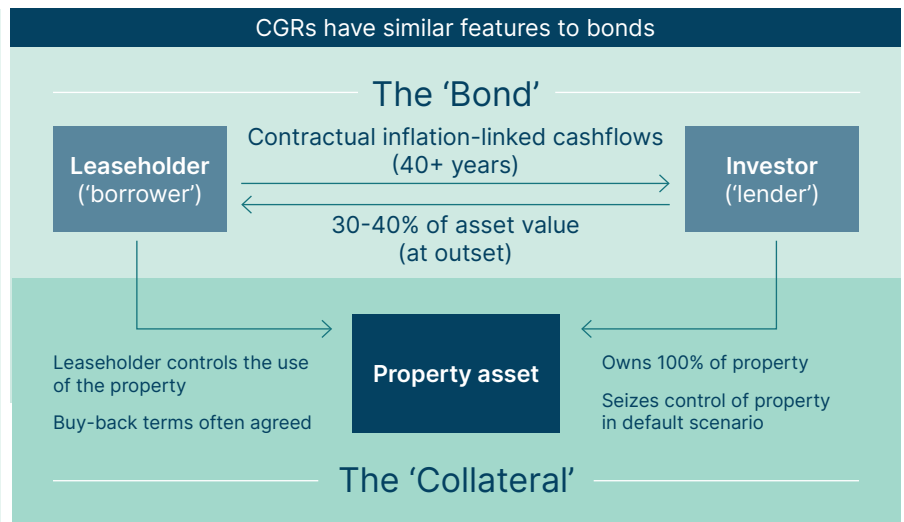 CGRs have similar features to bonds
The ‘Bond’
Leaseholder
(‘borrower’)
Contractual inflation-linked cashflows
(40+ years)
30-40% of asset value
(at outset)
Investor
(‘lender’)
Leaseholder controls the use
of the property
Buy-back terms often agreed
Property asset
Owns 100% of property
Seizes control of property
in default scenario
The ‘Collateral’